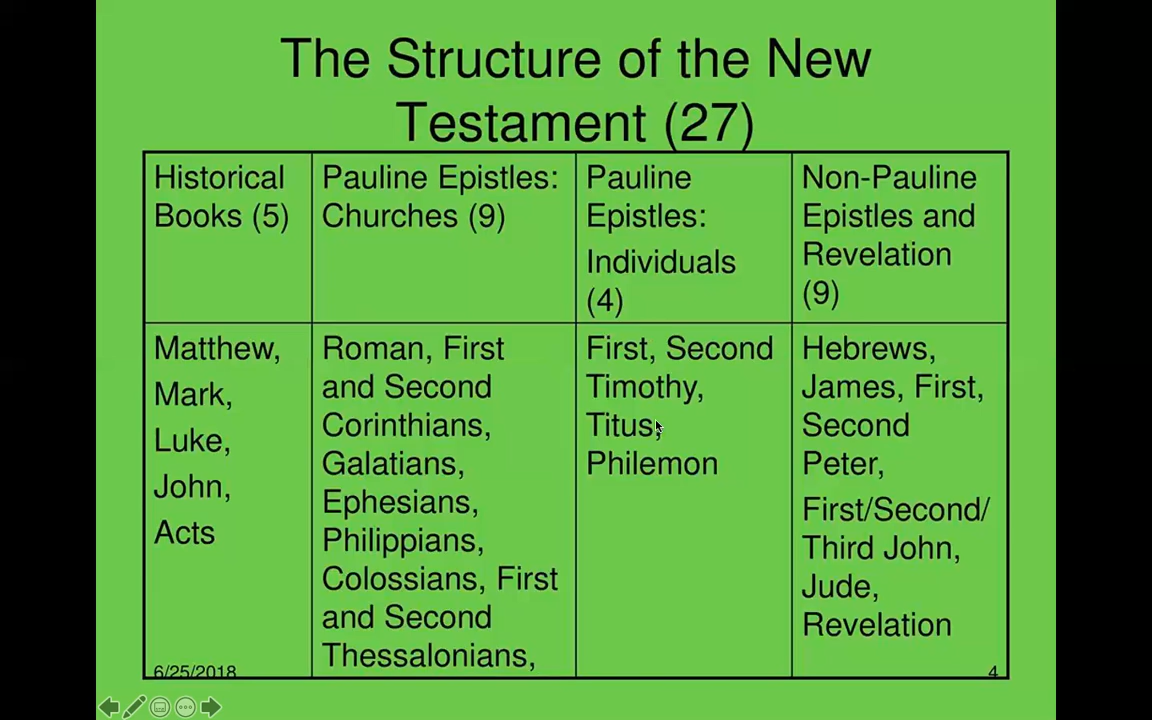 The Structure of the New
Testament (27)
Historical
Books (5)
Pauline Epistles:
Churches (9)
Pauline
Epistles:
Individuals
(4)
Non-Pauline
Epistles and
Revelation
(9)
Matthew,
Mark,
Luke,
John,
Acts
Roman, First
and Second
Corinthians,
Galatians,
Ephesians,
Philippians,
Colossians, First
and Second
Thessalonians,
First, Second
Timothy,
Titus,
Philemon
Hebrews,
James, First,
Second
Peter,
First/Second/
Third John,
Jude,
Revelation
6/25/2018
4